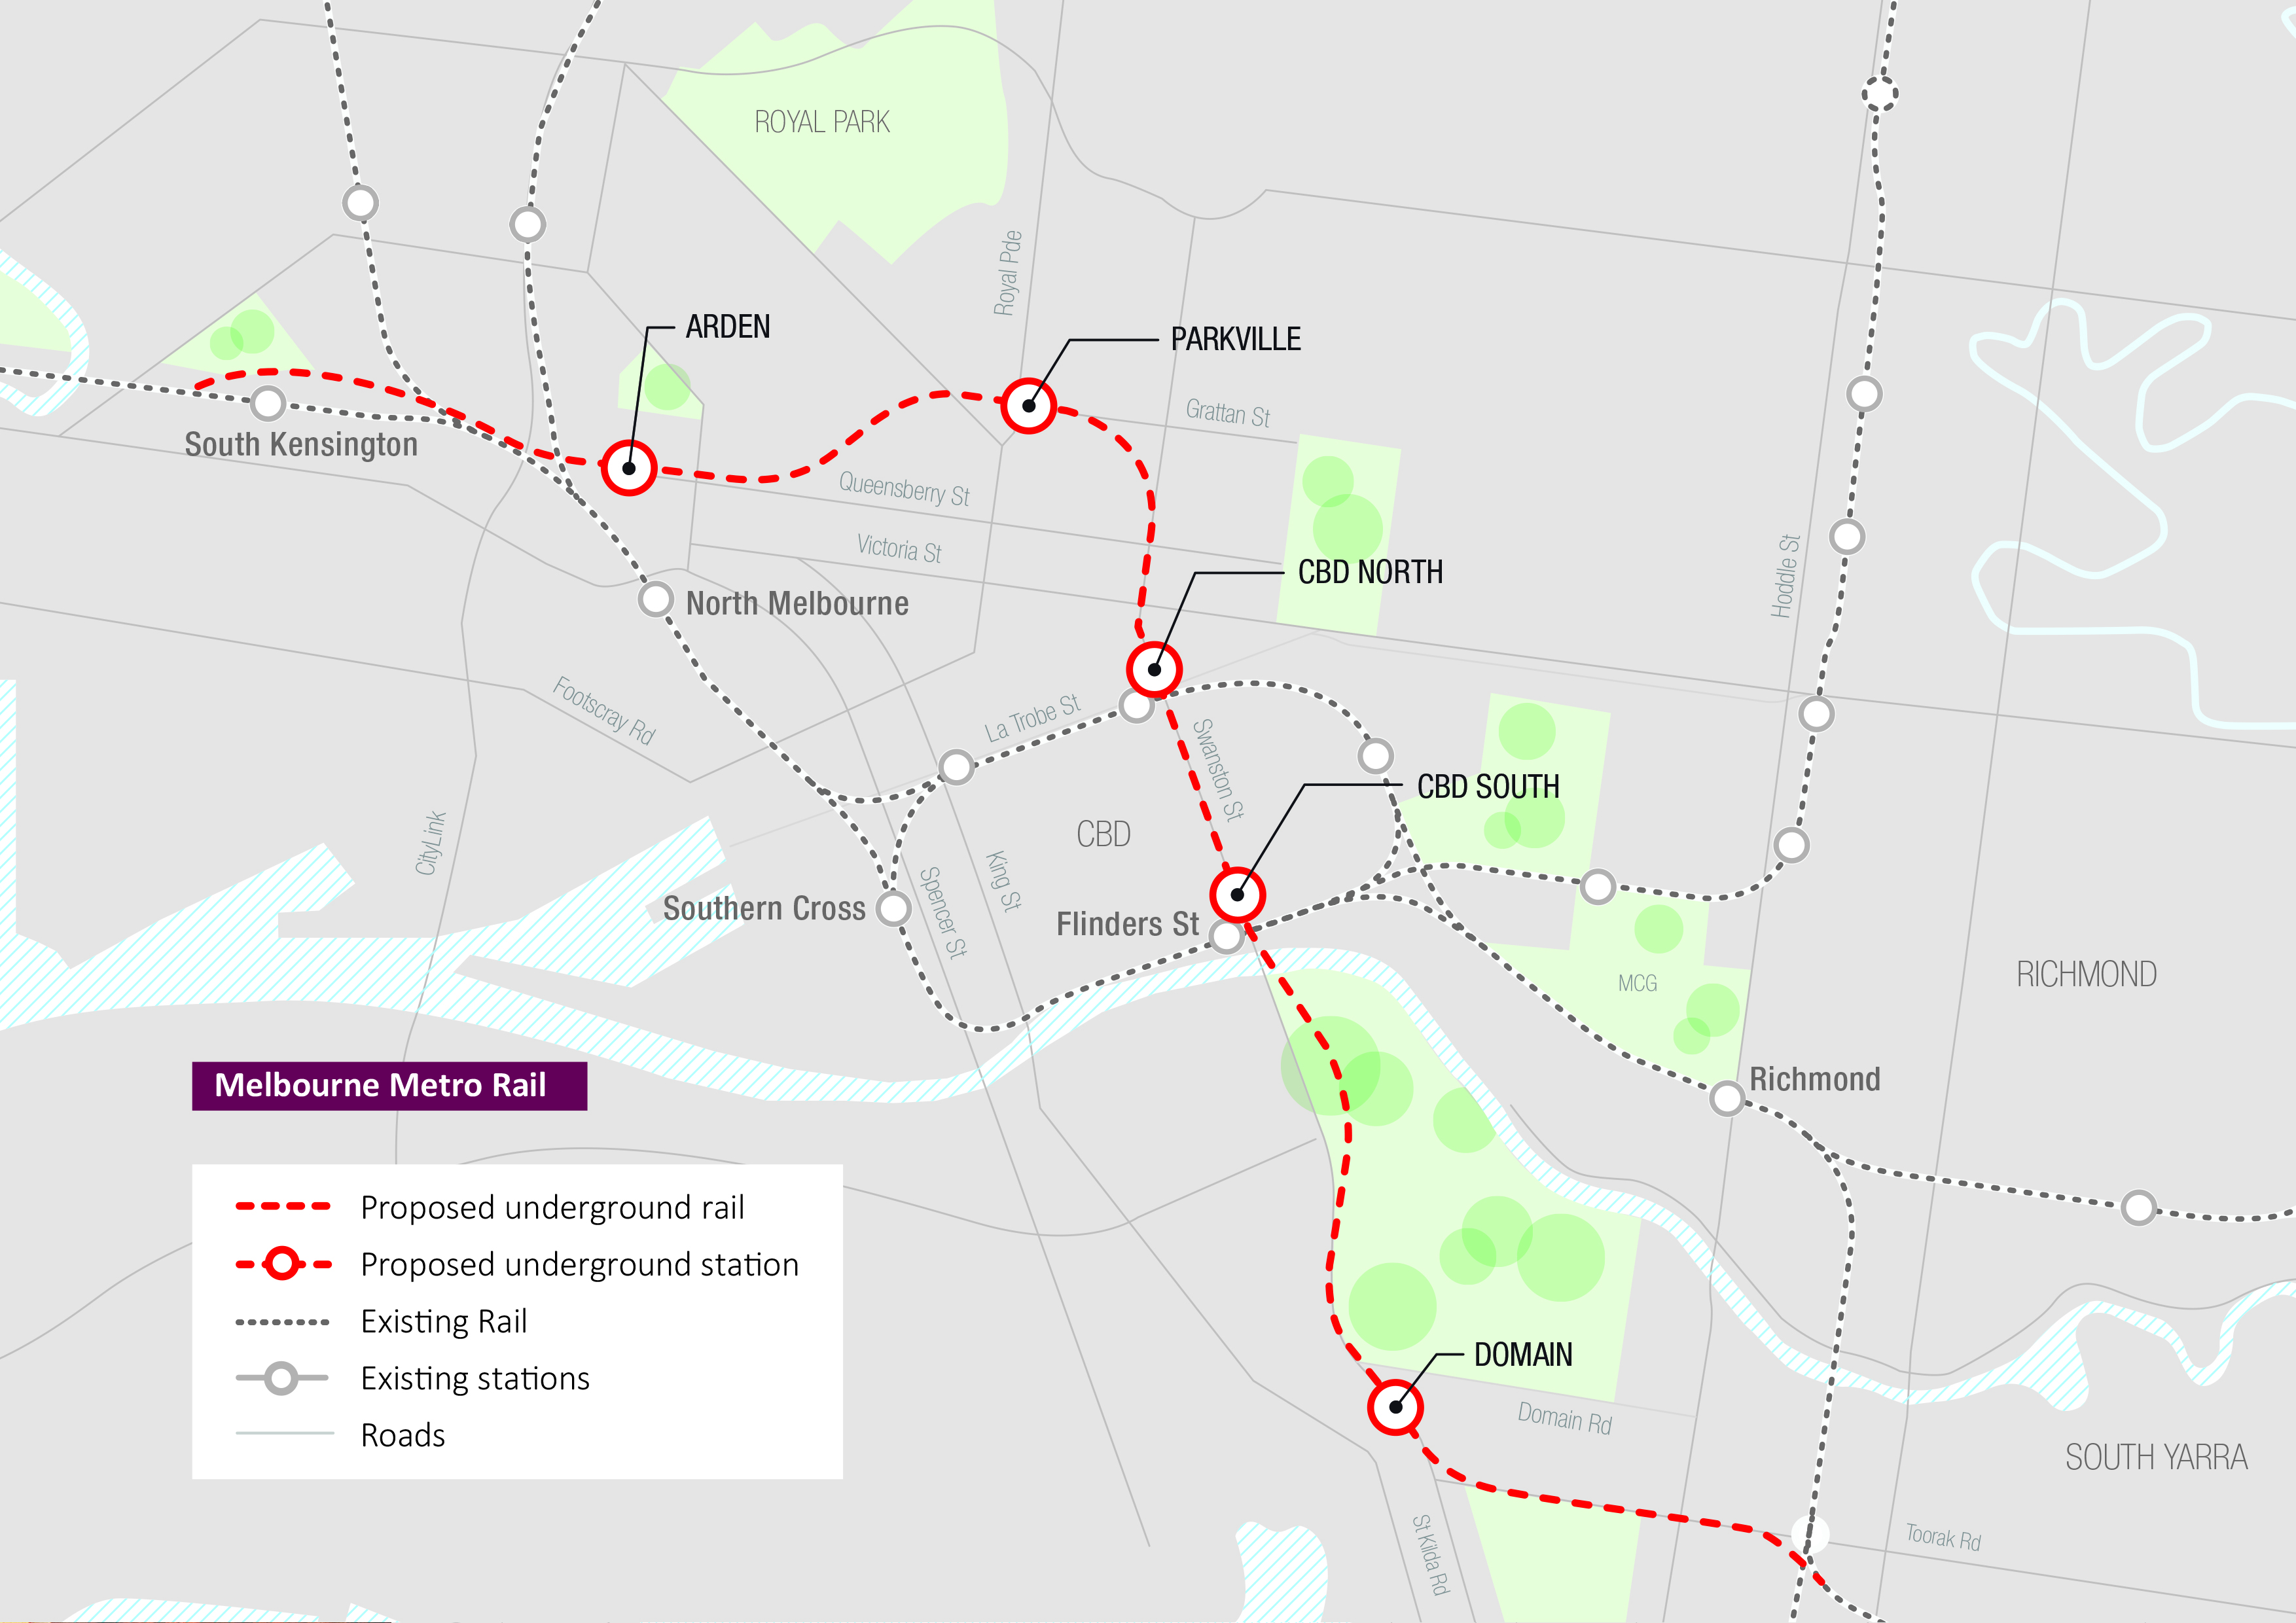 ROYAL PARK
Royal Pde
ARDEN
PARKVILLE
Grattan St
South Kensington
Queensberry St
Victoria St
CBD NORTH
Hoddle St
North Melbourne
Footscray Rd
La Trobe St
Swanston St
CBD SOUTH
CBD
CityLink
King St
Spencer St
Southern Cross
Flinders St
MCG
RICHMOND
Richmond
Melbourne Metro Rail
Proposed underground rail
Proposed underground station
Existing Rail
Existing stations
Roads
DOMAIN
Domain Rd
SOUTH YARRA
St Kilda Rd
Toorak Rd